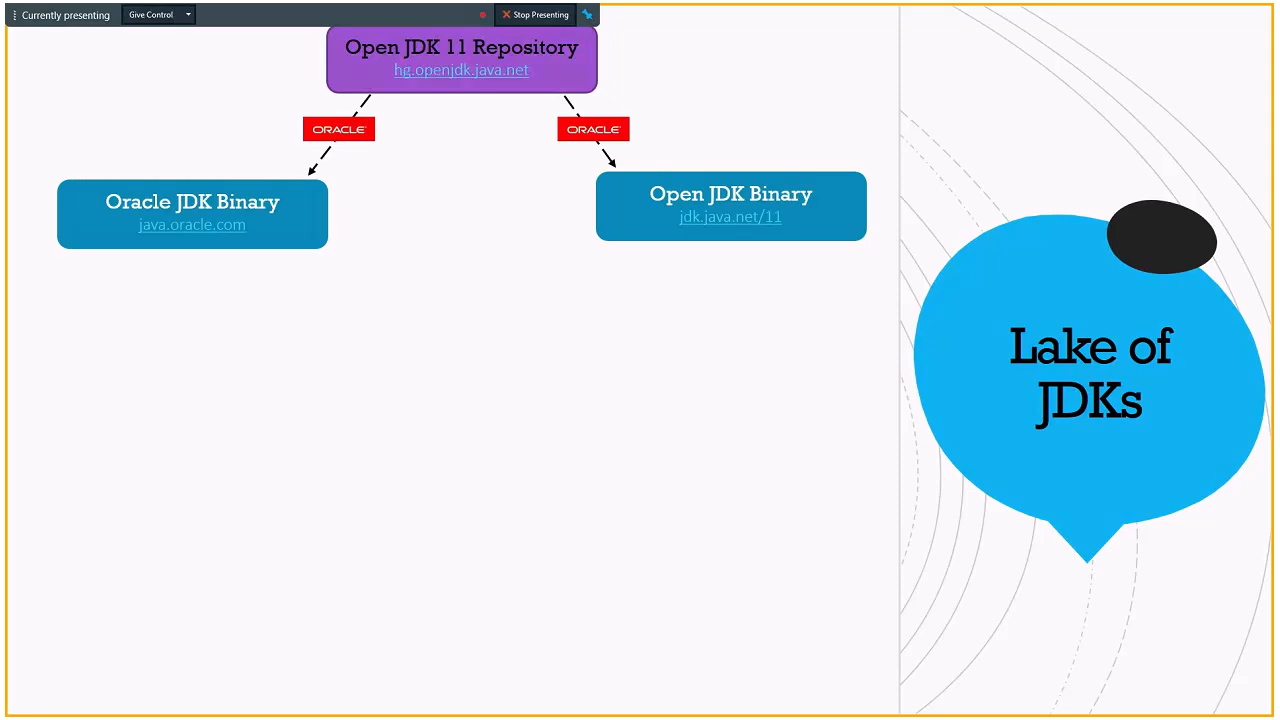 Currently presenting
Give Control
Stop Presenting
Open JDK 11 Repository
hg.openjdk.java.net
ORACLE
ORACLE
Oracle JDK Binary
java.oracle.com
Open JDK Binary
jdk.java.net/11
Lake of
JDKs